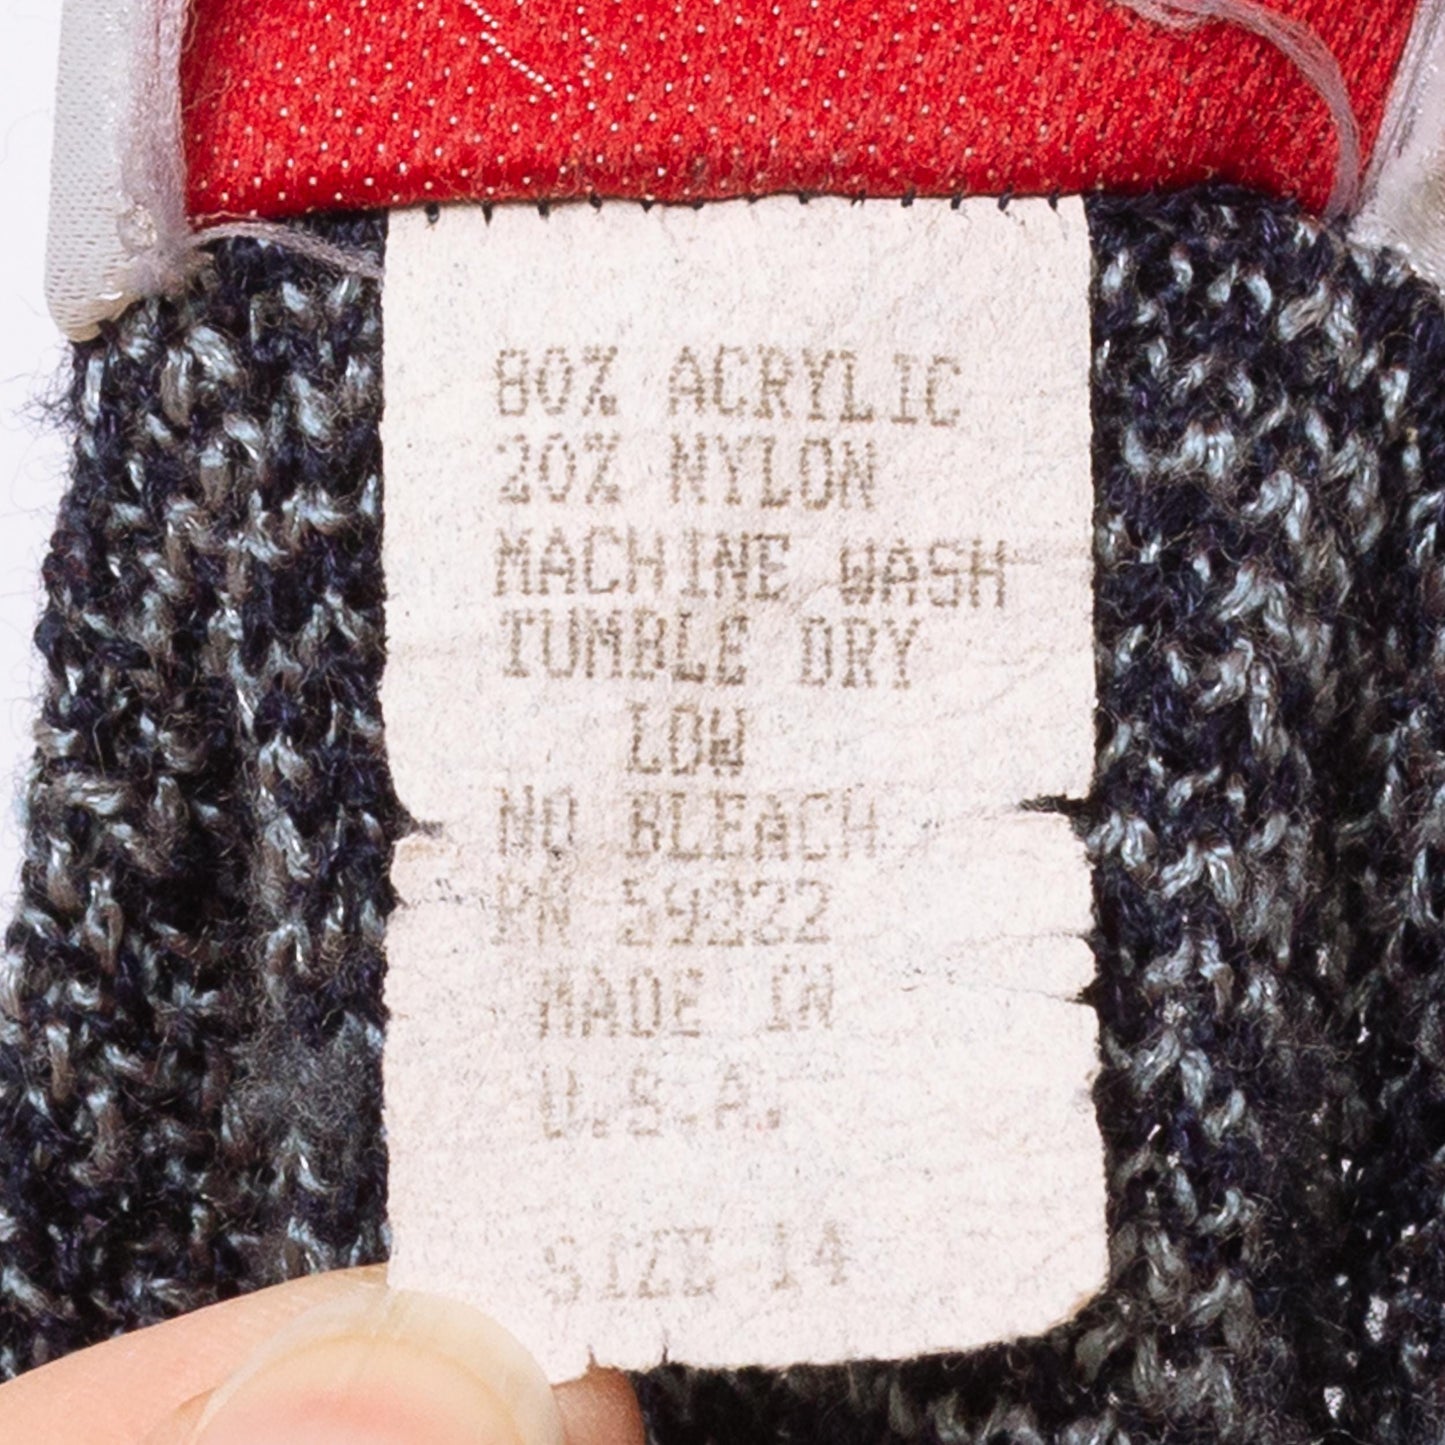 80% ACRYLIC
20% NYLON
MACHINE WASH
TUMBLE DRY
LOW
NO BLEACH
RN 59222
MADE IN
U.S.A.
SIZE 14